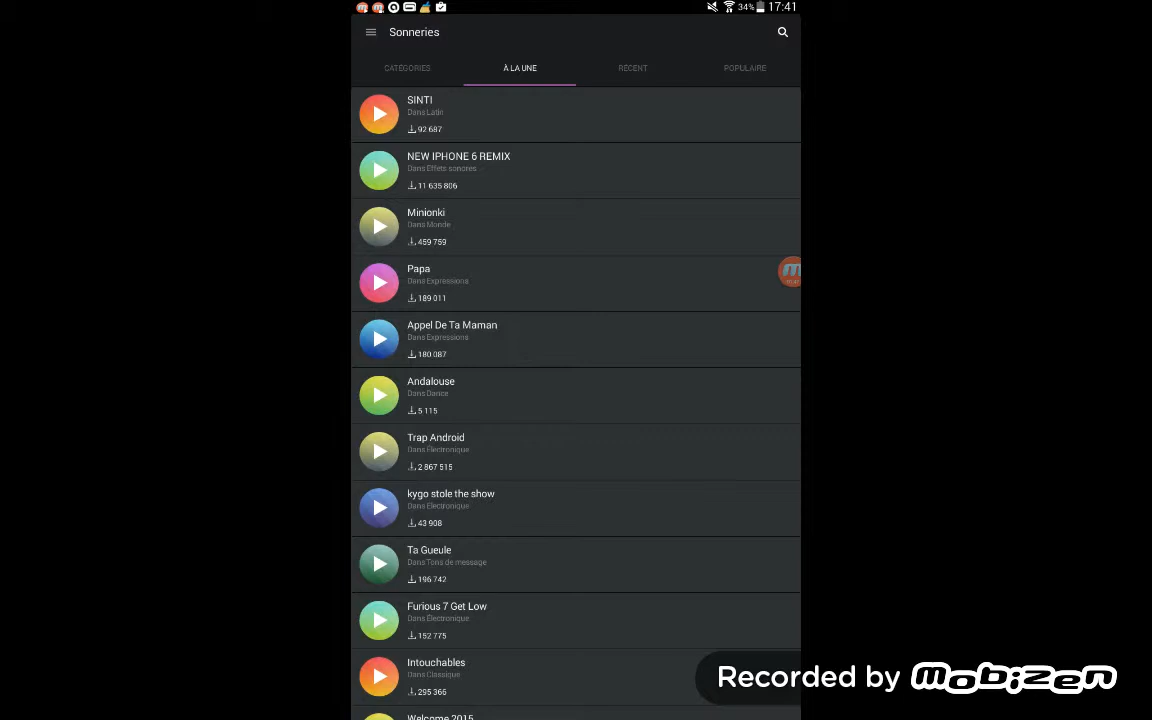 34% 17:41
Sonneries
CATÉGORIES À LA UNE RÉCENT POPULAIRE
SINTI
Dans Latin
92 687
NEW IPHONE 6 REMIX
Dans Effets sonores
11 635 806
Minionki
Dans Monde
459 759
Papa
Dans Expressions
189 011
Appel De Ta Maman
Dans Expressions
180 087
Andalouse
Dans Dance
5 115
Trap Android
Dans Électronique
2 867 515
kygo stole the show
Dans Électronique
43 908
Ta Gueule
Dans Tons de message
196 742
Furious 7 Get Low
Dans Électronique
152 775
Intouchables
Dans Classique
295 366
Welcome 2015
Recorded by mobizen